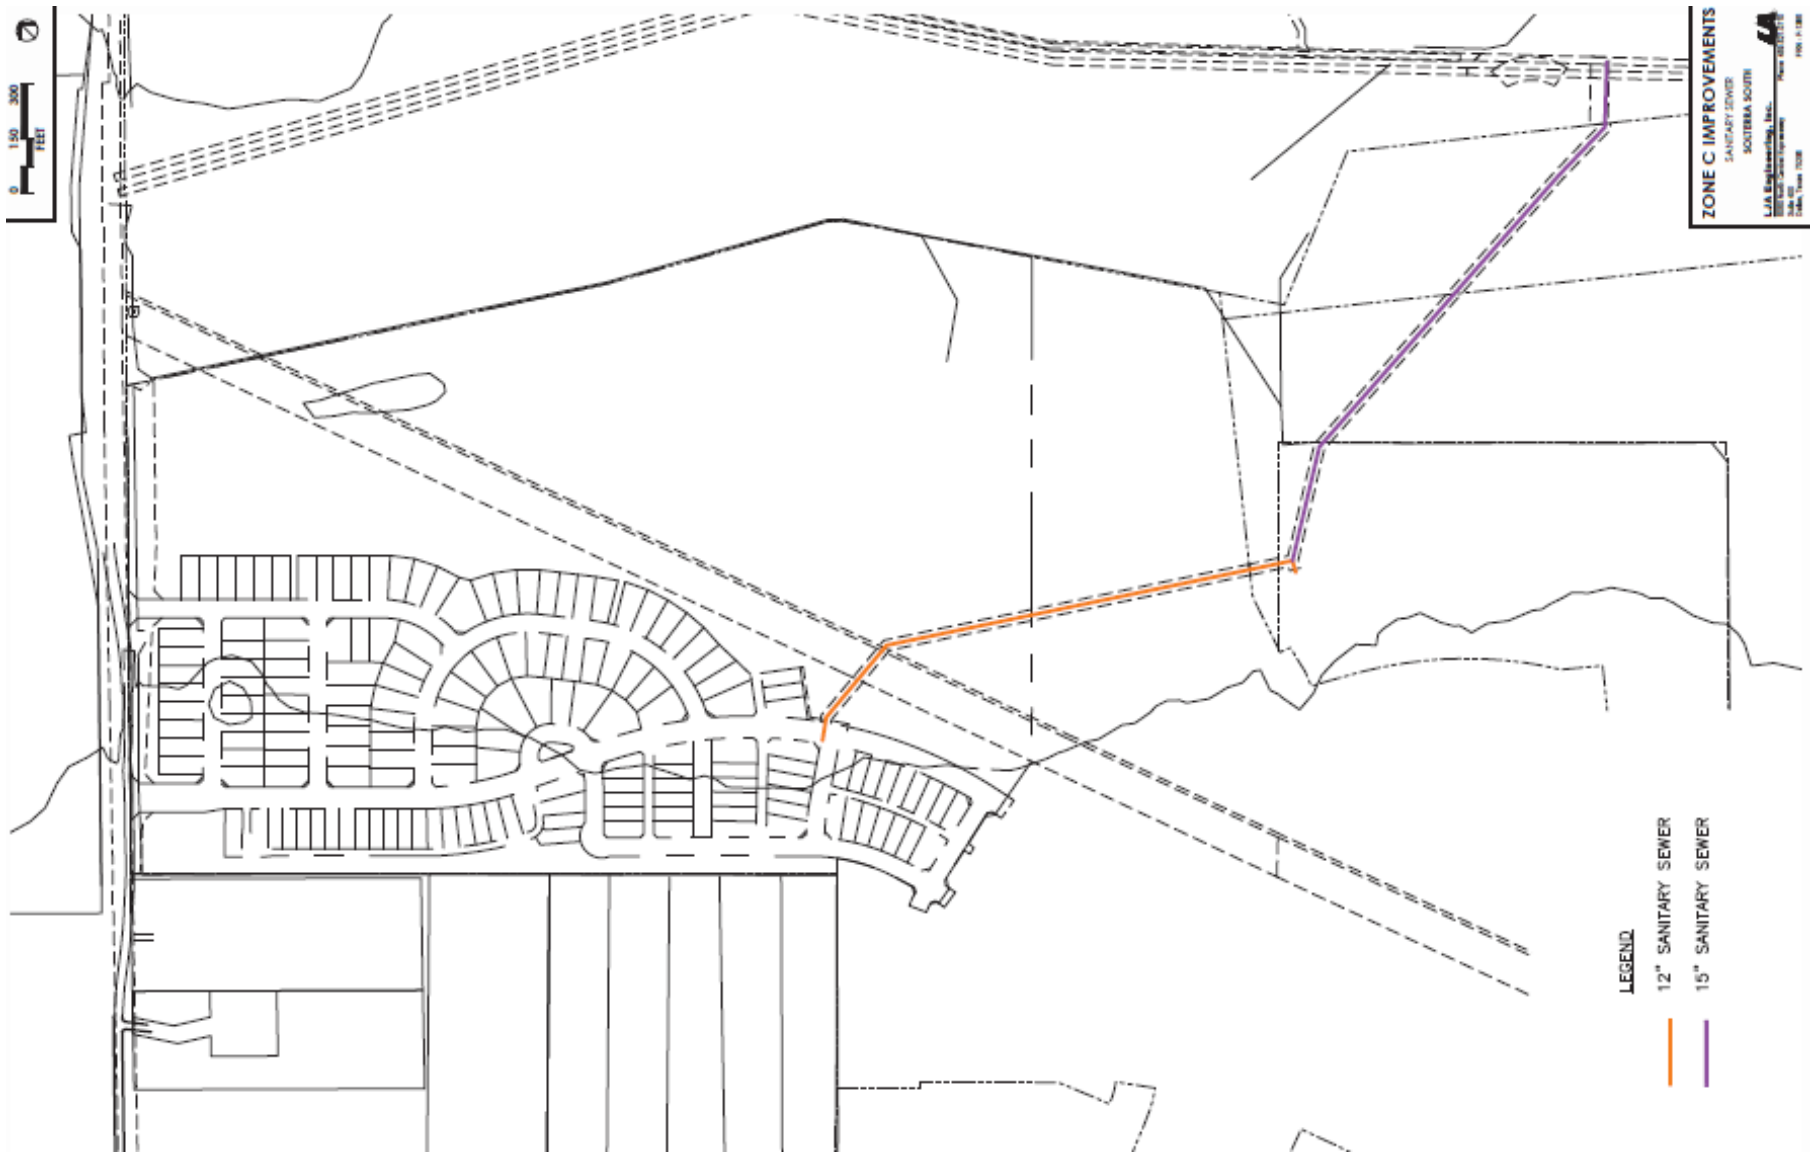 ZONE C IMPROVEMENTS
SANITARY SEWER
SOLTERRA SOUTH
LJA Engineering, Inc.
0 150 300
FEET
LEGEND
12" SANITARY SEWER
15" SANITARY SEWER